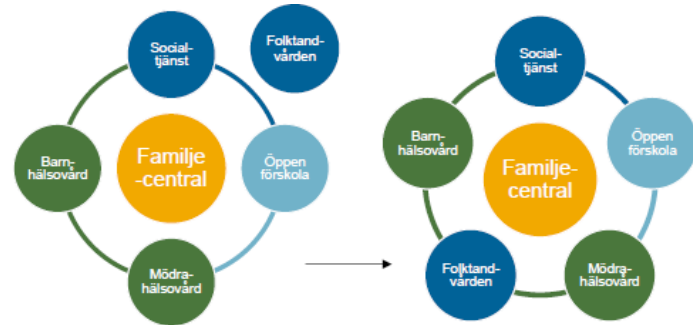 Social-
tjänst
Folktand-
vården
Barn-
hälsovård
Familje
-central
Öppen
förskola
Mödra-
hälsovård
Social-
tjänst
Barn-
hälsovård
Familje-
central
Öppen
förskola
Folktand-
vården
Mödra-
hälsovård